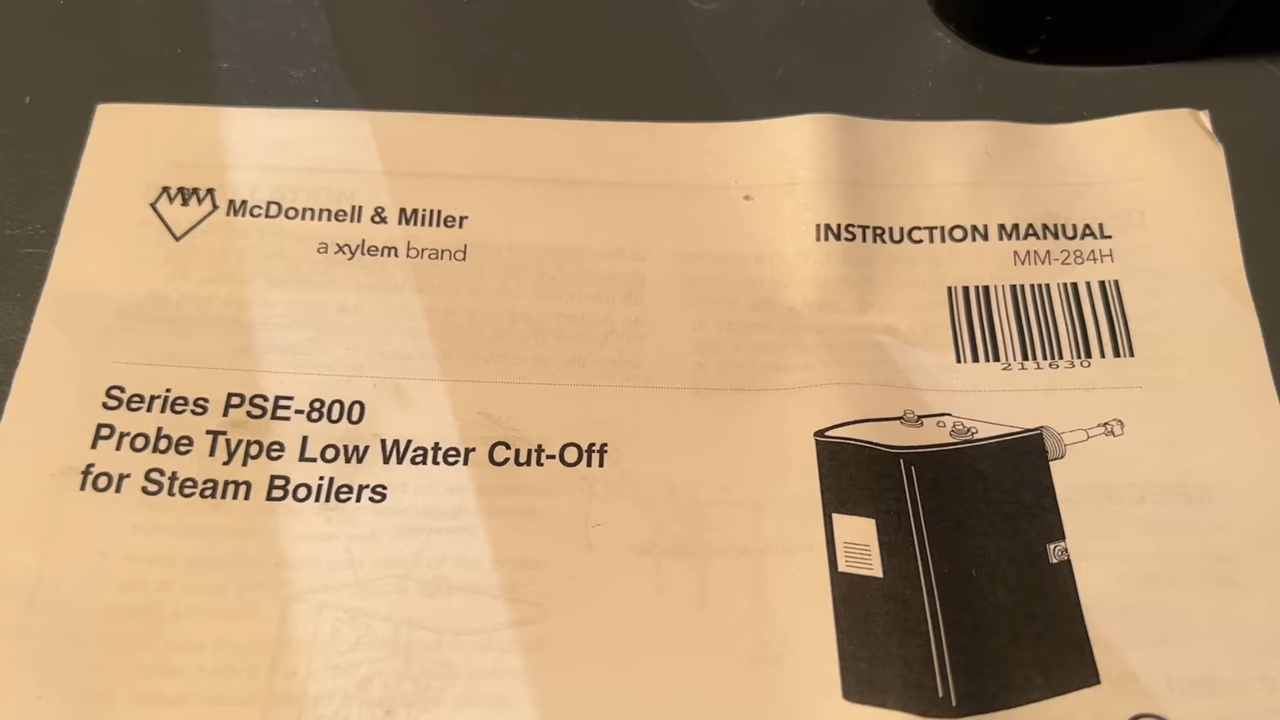 McDonnell & Miller
a xylem brand
INSTRUCTION MANUAL
MM-284H
211630
Series PSE-800
Probe Type Low Water Cut-Off
for Steam Boilers